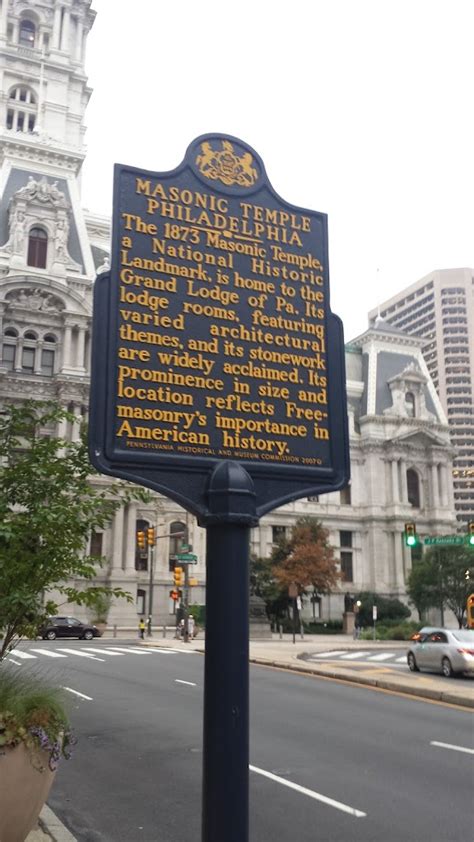 MASONIC TEMPLE
PHILADELPHIA
The 1873 Masonic Temple,
a National Historic
Landmark, is home to the
Grand Lodge of Pa. Its
lodge rooms, featuring
varied architectural
themes, and its stonework
are widely acclaimed. Its
prominence in size and
location reflects Free-
masonry's importance in
American history.
PENNSYLVANIA HISTORICAL AND MUSEUM COMMISSION 2007